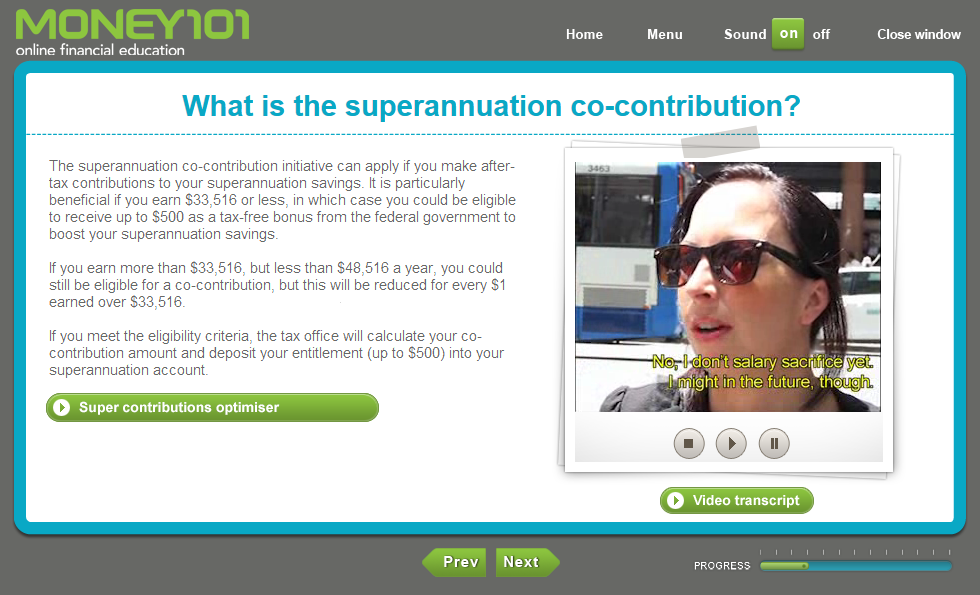 MONEY101
online financial education
Home
Menu
Sound
on
off
Close window
What is the superannuation co-contribution?
The superannuation co-contribution initiative can apply if you make after-
tax contributions to your superannuation savings. It is particularly
beneficial if you earn $33,516 or less, in which case you could be eligible
to receive up to $500 as a tax-free bonus from the federal government to
boost your superannuation savings.
If you earn more than $33,516, but less than $48,516 a year, you could
still be eligible for a co-contribution, but this will be reduced for every $1
earned over $33,516.
If you meet the eligibility criteria, the tax office will calculate your co-
contribution amount and deposit your entitlement (up to $500) into your
superannuation account.
Super contributions optimiser
3463
No, I don't salary sacrifice yet.
I might in the future, though.
Video transcript
Prev
Next
PROGRESS